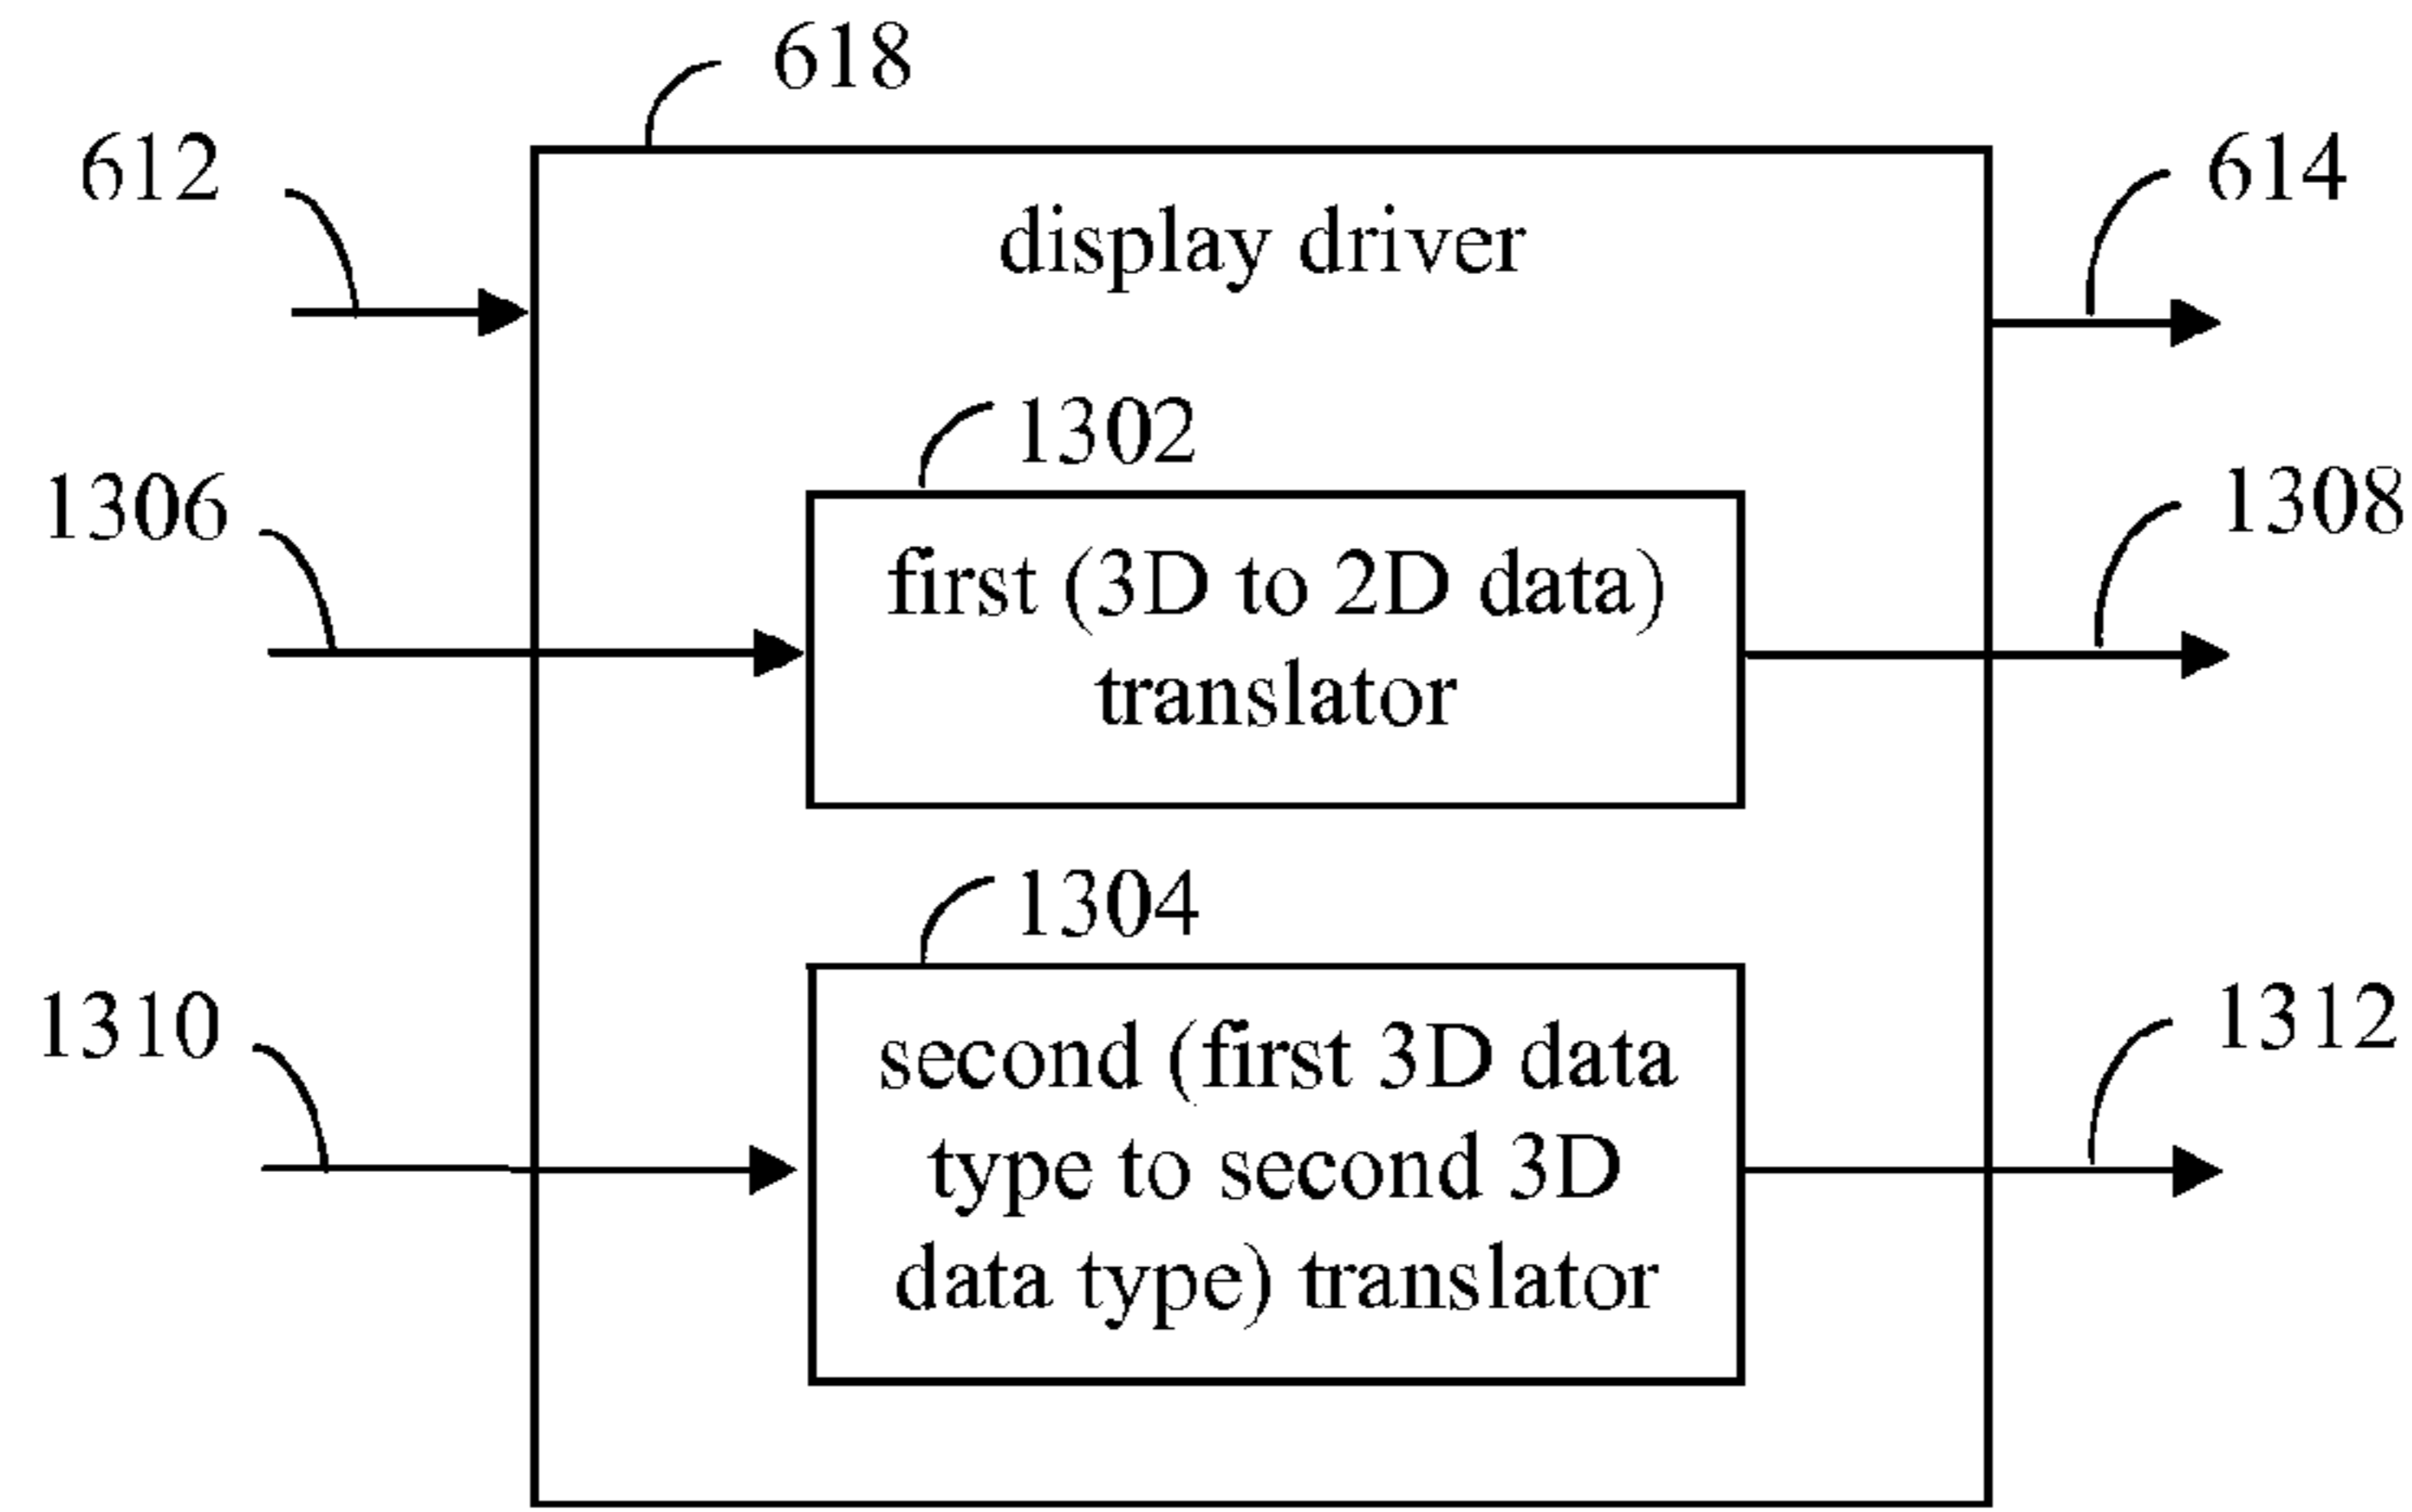 618
612
614
display driver
1302
1306
1308
first (3D to 2D data)
translator
1304
1310
1312
second (first 3D data
type to second 3D
data type) translator